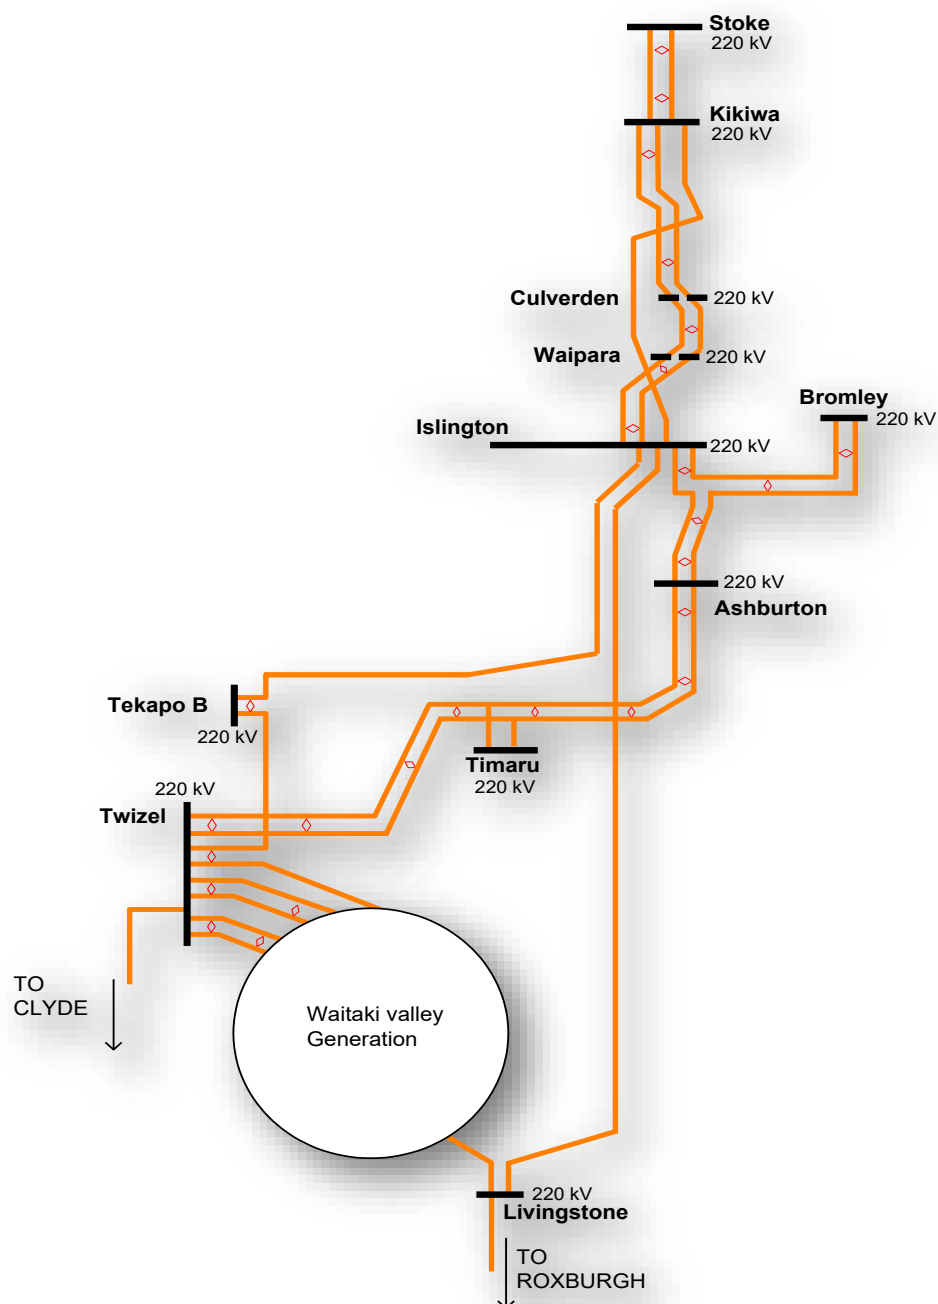 Stoke
220 kV
Kikiwa
220 kV
Culverden
220 kV
Waipara
220 kV
Bromley
220 kV
Islington
220 kV
220 kV
Ashburton
Tekapo B
220 kV
Timaru
220 kV
220 kV
Twizel
TO
CLYDE
Waitaki valley
Generation
220 kV
Livingstone
TO
ROXBURGH